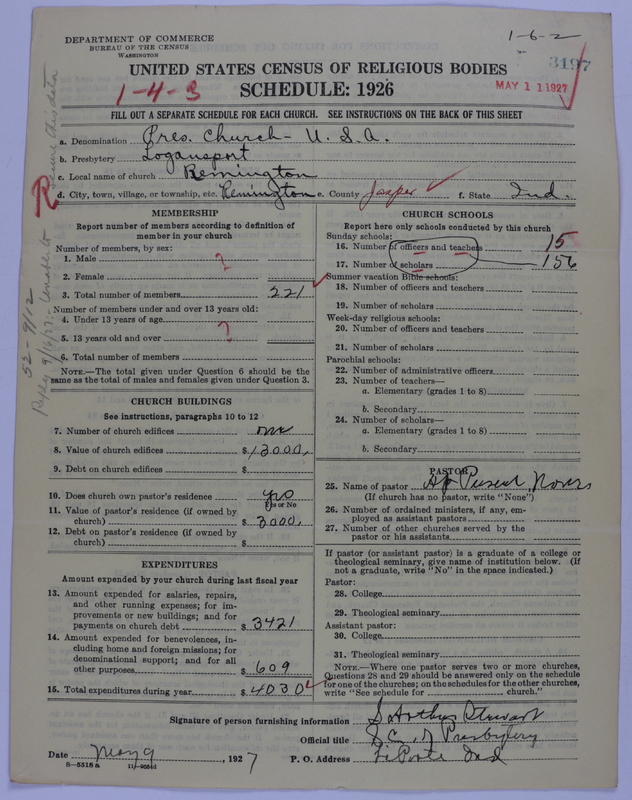 DEPARTMENT OF COMMERCE
BUREAU OF THE CENSUS
WASHINGTON
1-6-2
3197
MAY 11 1927
UNITED STATES CENSUS OF RELIGIOUS BODIES
1-4-3
SCHEDULE: 1926
FILL OUT A SEPARATE SCHEDULE FOR EACH CHURCH. SEE INSTRUCTIONS ON THE BACK OF THIS SHEET
a. Denomination Pres. Church - U.S.A.
b. Presbytery Logansport
c. Local name of church Remington
d. City, town, village, or township, etc. Remington e. County Jasper f. State Ind.
R
52-9/12
MEMBERSHIP
Report number of members according to definition of
member in your church
Number of members, by sex:
1. Male ?
2. Female
3. Total number of members 221
Number of members under and over 13 years old:
4. Under 13 years of age
5. 13 years old and over ?
6. Total number of members
NOTE.—The total given under Question 6 should be
same as the total of males and females given under Question 3.
CHURCH BUILDINGS
See instructions, paragraphs 10 to 12
7. Number of church edifices one
8. Value of church edifices $13000.
9. Debt on church edifices $
10. Does church own pastor's residence yes
Yes or No
11. Value of pastor's residence (if owned by
church) $3000.
12. Debt on pastor's residence (if owned by
church) $
EXPENDITURES
Amount expended by your church during last fiscal year
13. Amount expended for salaries, repairs,
and other running expenses; for im-
provements or new buildings; and for
payments on church debt $3421
14. Amount expended for benevolences, in-
cluding home and foreign missions; for
denominational support; and for all
other purposes $609
15. Total expenditures during year $4030
CHURCH SCHOOLS
Report here only schools conducted by this church
Sunday schools:
16. Number of officers and teachers 15
17. Number of scholars 156
Summer vacation Bible schools:
18. Number of officers and teachers
19. Number of scholars
Week-day religious schools:
20. Number of officers and teachers
21. Number of scholars
Parochial schools:
22. Number of administrative officers
23. Number of teachers—
a. Elementary (grades 1 to 8)
b. Secondary
24. Number of scholars—
a. Elementary (grades 1 to 8)
b. Secondary
PASTOR
25. Name of pastor At Present, None
(If church has no pastor, write "None")
26. Number of ordained ministers, if any, em-
ployed as assistant pastors
27. Number of other churches served by the
pastor or his assistants
If pastor (or assistant pastor) is a graduate of a college or
theological seminary, give name of institution below. (If
not a graduate, write "No" in the space indicated.)
Pastor:
28. College
29. Theological seminary
Assistant pastor:
30. College
31. Theological seminary
NOTE.—Where one pastor serves two or more churches,
Questions 28 and 29 should be answered only on the schedule
for one of the churches; on the schedules for the other churches,
write "See schedule for church."
Signature of person furnishing information S. Arthur Stewart
Official title S.C. of Presbytery
Date May 9, 1927 P. O. Address La Porte Ind
8—5518 a